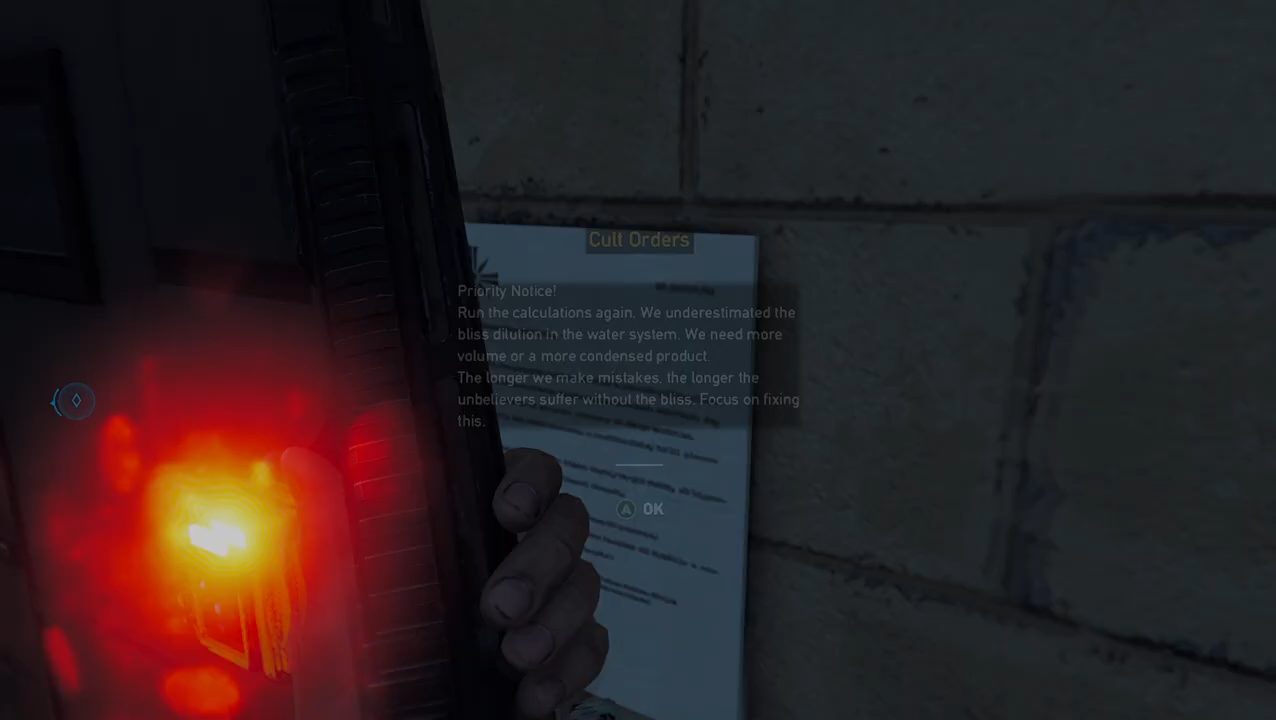 Cult Orders
Priority Notice!
Run the calculations again. We underestimated the
bliss dilution in the water system. We need more
volume or a more condensed product.
The longer we make mistakes, the longer the
unbelievers suffer without the bliss. Focus on fixing
this.
A OK